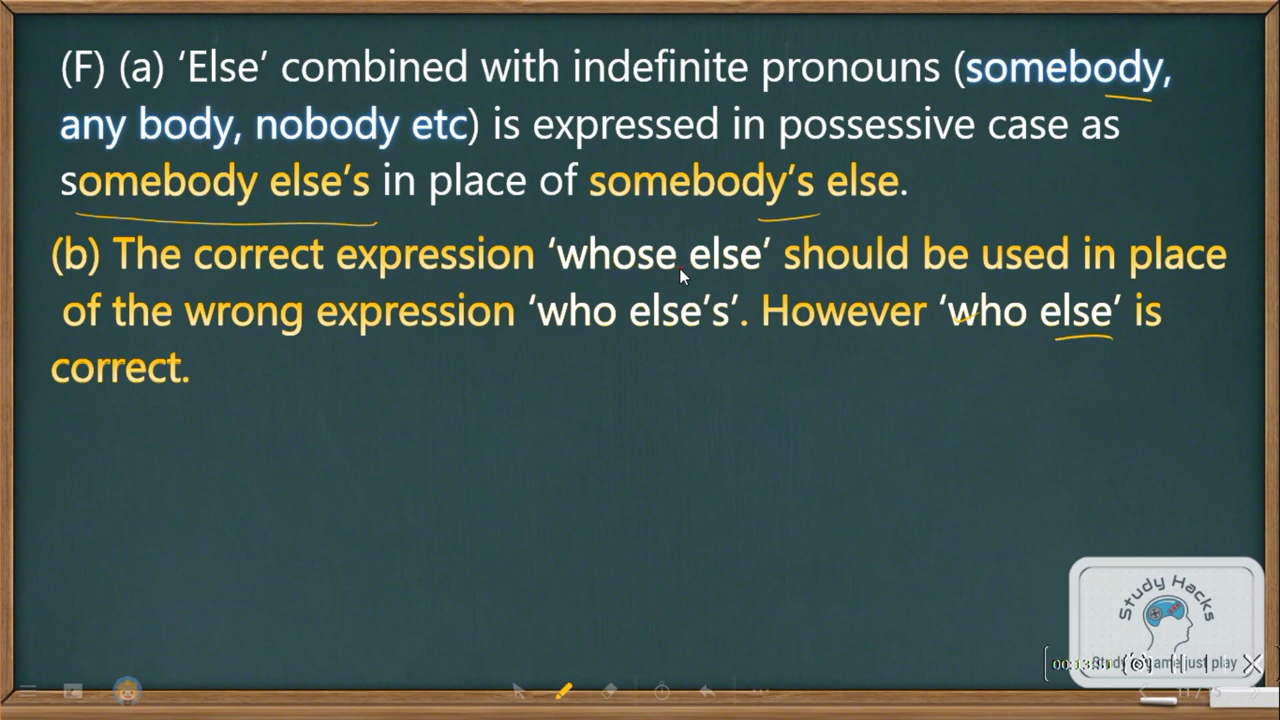 (F) (a) ‘Else’ combined with indefinite pronouns (somebody,
any body, nobody etc) is expressed in possessive case as
somebody else’s in place of somebody’s else.
(b) The correct expression ‘whose else’ should be used in place
of the wrong expression ‘who else’s’. However ‘who else’ is
correct.
Study Hacks